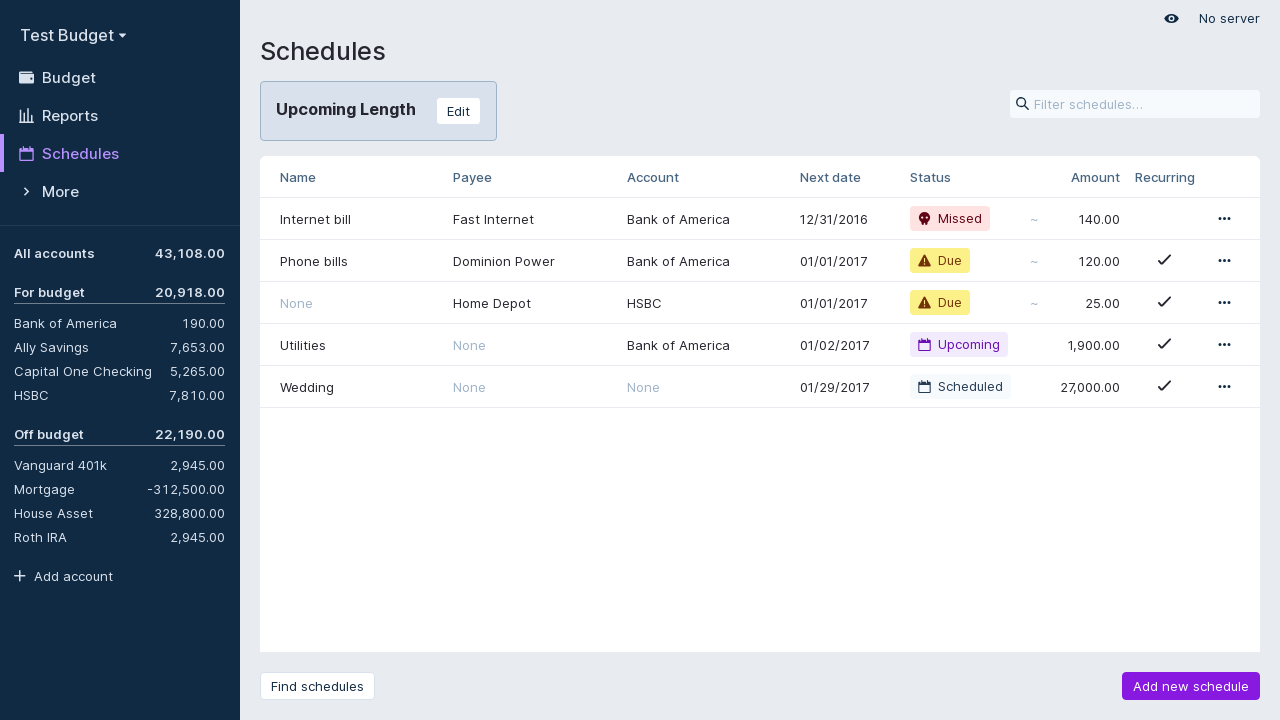 Test Budget
Budget
Reports
Schedules
More
All accounts 43,108.00
For budget 20,918.00
Bank of America 190.00
Ally Savings 7,653.00
Capital One Checking 5,265.00
HSBC 7,810.00
Off budget 22,190.00
Vanguard 401k 2,945.00
Mortgage -312,500.00
House Asset 328,800.00
Roth IRA 2,945.00
Add account
No server
Schedules
Upcoming Length Edit
Filter schedules…
Name Payee Account Next date Status Amount Recurring
Internet bill Fast Internet Bank of America 12/31/2016 Missed ~ 140.00
Phone bills Dominion Power Bank of America 01/01/2017 Due ~ 120.00
None Home Depot HSBC 01/01/2017 Due ~ 25.00
Utilities None Bank of America 01/02/2017 Upcoming 1,900.00
Wedding None None 01/29/2017 Scheduled 27,000.00
Find schedules
Add new schedule